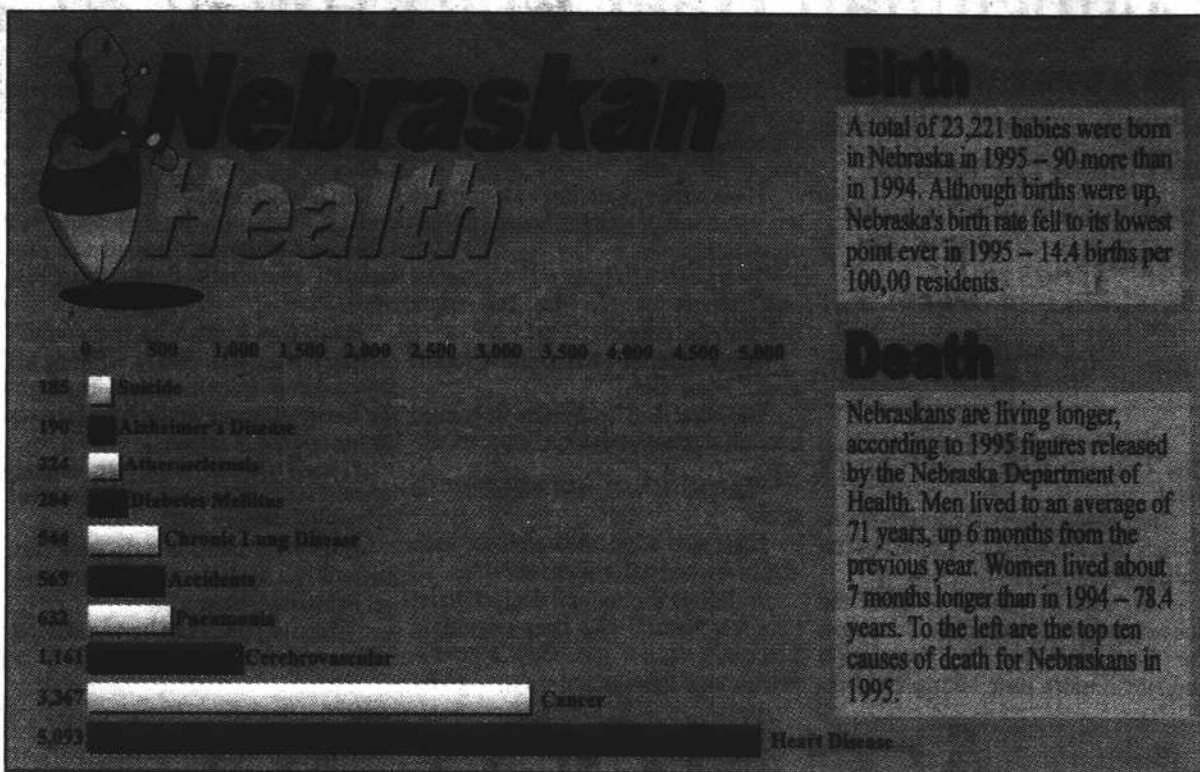 Nebraskan
Health
0 500 1,000 1,500 2,000 2,500 3,000 3,500 4,000 4,500 5,000
185 Suicide
190 Alzheimer's Disease
224 Atherosclerosis
284 Diabetes Mellitus
544 Chronic Lung Disease
Accidents
632 Pneumonia
1,161 Cerebrovascular
3,367 Cancer
5,093 Heart Disease
Birth
A total of 23,221 babies were born
in Nebraska in 1995 – 90 more than
in 1994. Although births were up,
Nebraska's birth rate fell to its lowest
point ever in 1995 – 14.4 births per
100,00 residents.
Death
Nebraskans are living longer,
according to 1995 figures released
by the Nebraska Department of
Health. Men lived to an average of
71 years, up 6 months from the
previous year. Women lived about
7 months longer than in 1994 – 78.4
years. To the left are the top ten
causes of death for Nebraskans in
1995.